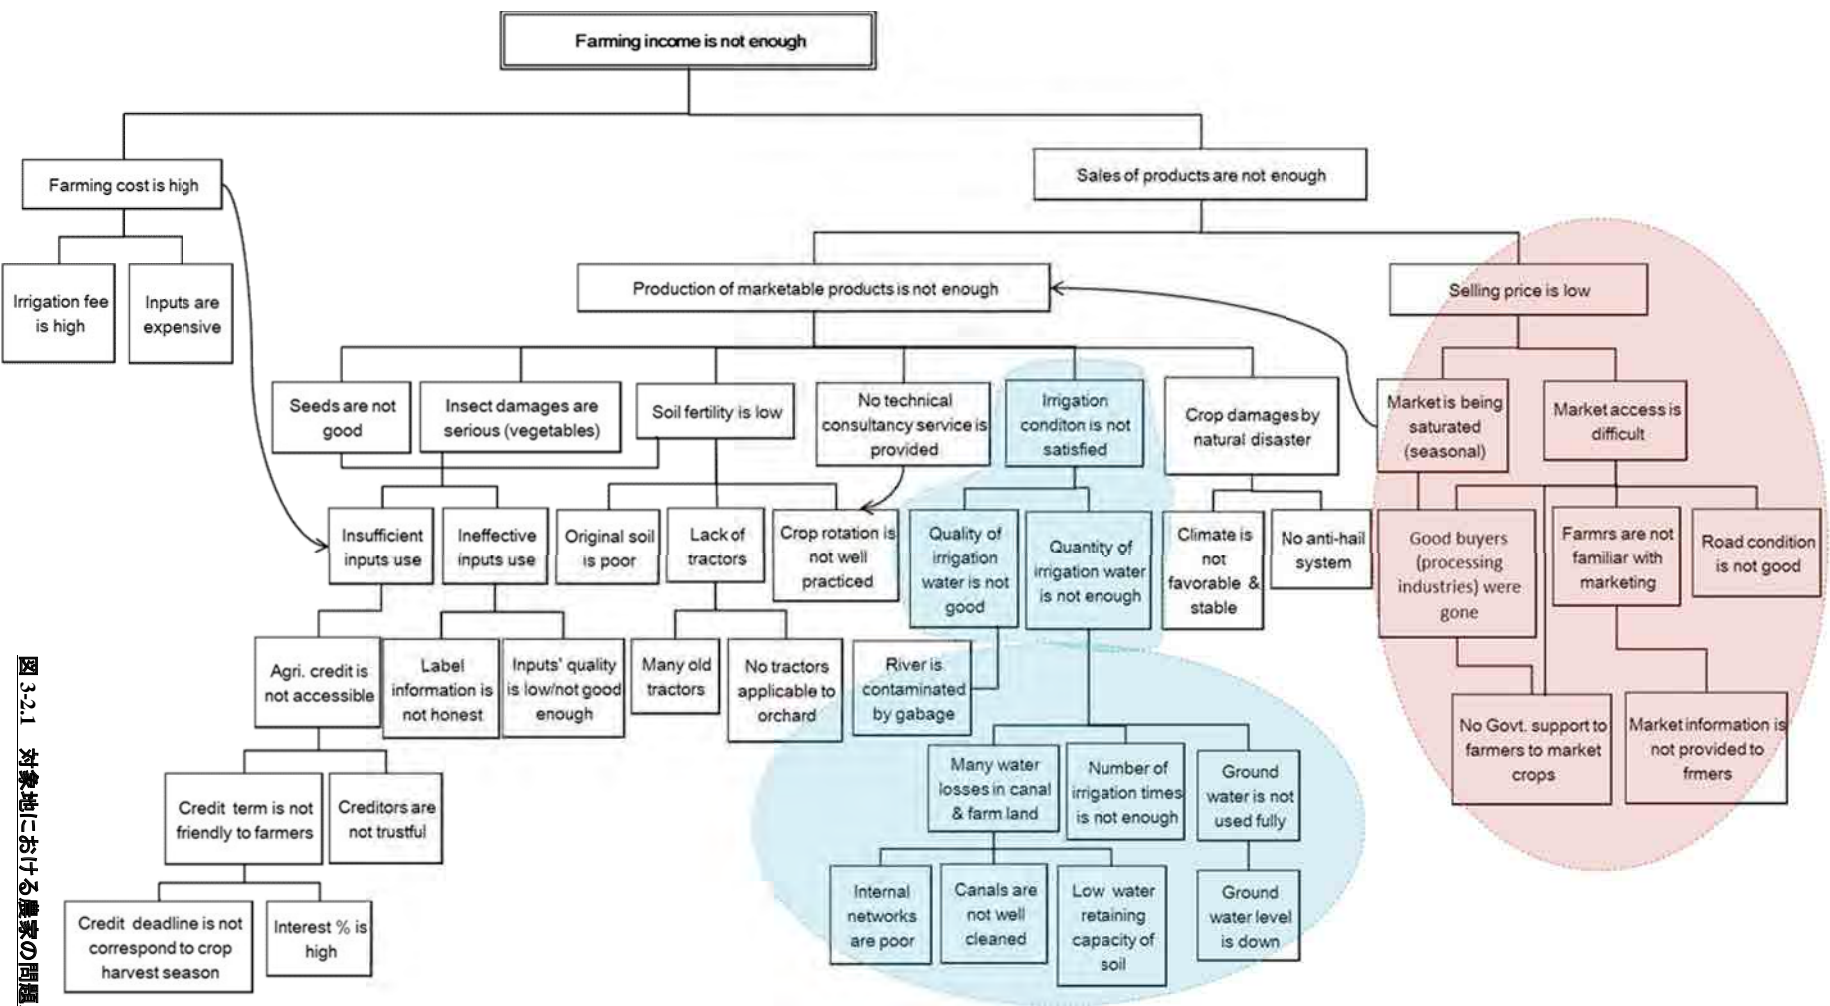 Farming income is not enough
Farming cost is high
Sales of products are not enough
Irrigation fee
is high
Inputs are
expensive
Production of marketable products is not enough
Selling price is low
Seeds are not
good
Insect damages are
serious (vegetables)
Soil fertility is low
No technical
consultancy service is
provided
Irrigation
conditon is not
satisfied
Crop damages by
natural disaster
Market is being
saturated
(seasonal)
Market access is
difficult
Insufficient
inputs use
Ineffective
inputs use
Original soil
is poor
Lack of
tractors
Crop rotation is
not well
practiced
Quality of
irrigation
water is not
good
Quantity of
irrigation water
is not enough
Climate is
not
favorable &
stable
No anti-hail
system
Good buyers
(processing
industries) were
gone
Farmrs are not
familiar with
marketing
Road condition
is not good
Agri. credit is
not accessible
Label
information is
not honest
Inputs' quality
is low/not good
enough
Many old
tractors
No tractors
applicable to
orchard
River is
contaminated
by gabage
No Govt. support to
farmers to market
crops
Market information is
not provided to
frmers
Many water
losses in canal
& farm land
Number of
irrigation times
is not enough
Ground
water is not
used fully
Credit term is not
friendly to farmers
Creditors are
not trustful
Internal
networks
are poor
Canals are
not well
cleaned
Low water
retaining
capacity of
soil
Ground
water level
is down
Credit deadline is not
correspond to crop
harvest season
Interest % is
high
図 3-2.1 対象地における農家の問題